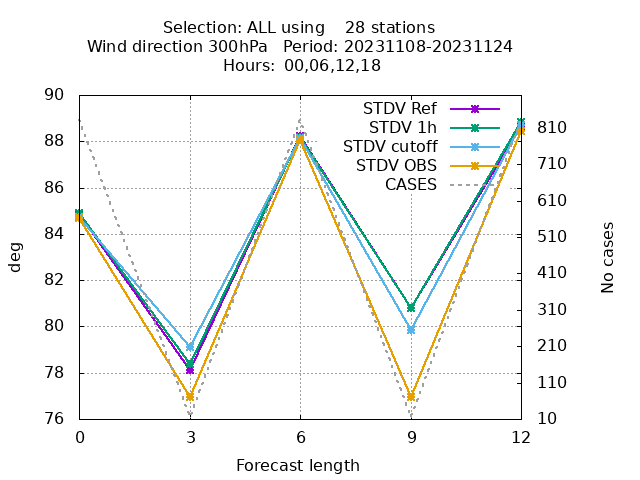 Selection: ALL using    28 stations
Wind direction 300hPa   Period: 20231108-20231124
Hours: 00,06,12,18
STDV Ref
STDV 1h
STDV cutoff
STDV OBS
CASES
deg
90
88
86
84
82
80
78
76
No cases
810
710
610
510
410
310
210
110
10
0 3 6 9 12
Forecast length